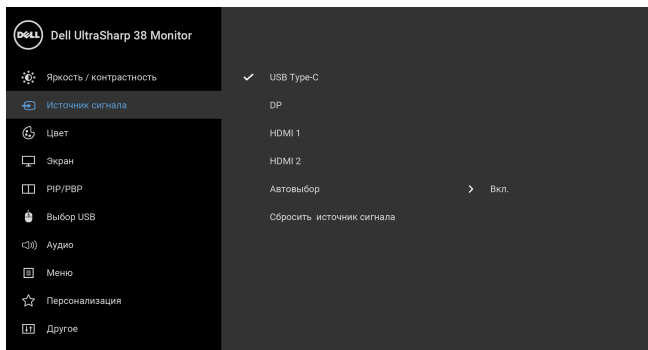 DELL Dell UltraSharp 38 Monitor
Яркость / контрастность
Источник сигнала
Цвет
Экран
PIP/PBP
Выбор USB
Аудио
Меню
Персонализация
Другое
USB Type-C
DP
HDMI 1
HDMI 2
Автовыбор Вкл.
Сбросить источник сигнала